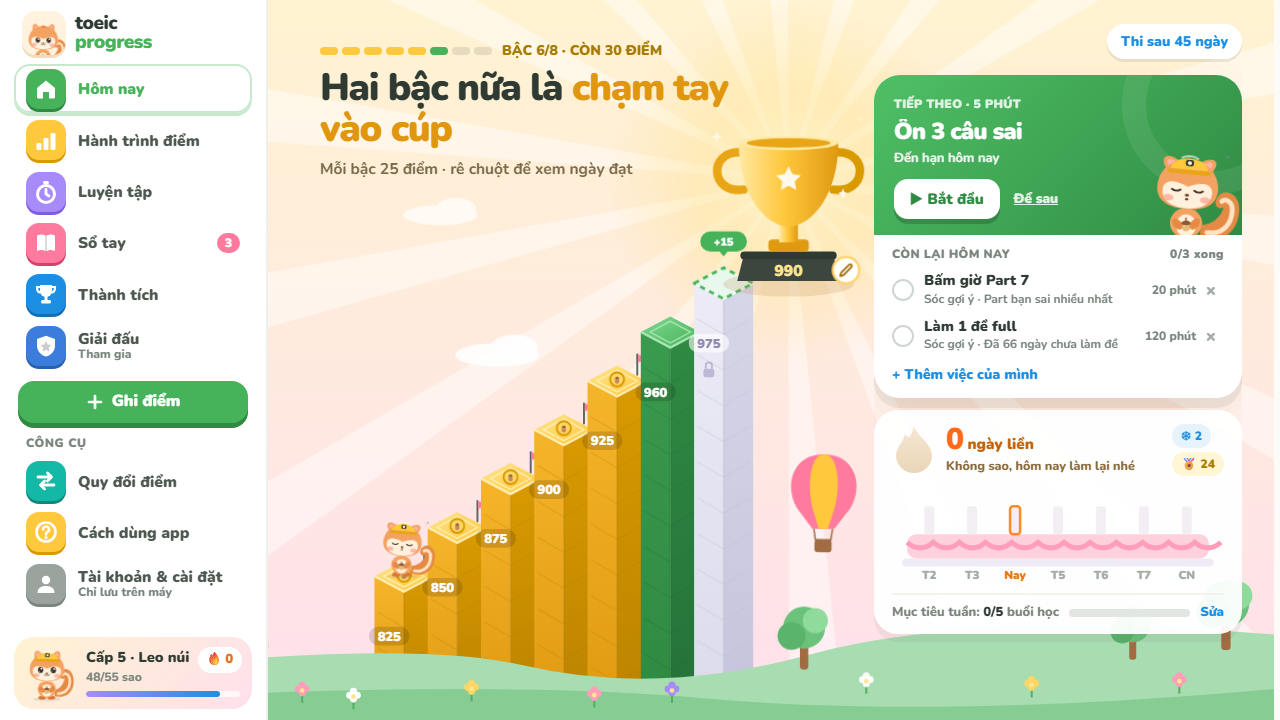 toeic
progress
Hôm nay
Hành trình điểm
Luyện tập
Sổ tay
3
Thành tích
Giải đấu
Tham gia
+ Ghi điểm
CÔNG CỤ
Quy đổi điểm
Cách dùng app
Tài khoản & cài đặt
Chỉ lưu trên máy
Cấp 5 · Leo núi
0
48/55 sao
BẬC 6/8 · CÒN 30 ĐIỂM
Hai bậc nữa là chạm tay
vào cúp
Mỗi bậc 25 điểm · rê chuột để xem ngày đạt
+15
990
975
960
925
900
875
850
825
Thi sau 45 ngày
TIẾP THEO · 5 PHÚT
Ôn 3 câu sai
Đến hạn hôm nay
Bắt đầu
Để sau
CÒN LẠI HÔM NAY
0/3 xong
Bấm giờ Part 7
Sóc gợi ý · Part bạn sai nhiều nhất
20 phút ×
Làm 1 đề full
Sóc gợi ý · Đã 66 ngày chưa làm đề
120 phút ×
+ Thêm việc của mình
0 ngày liền
Không sao, hôm nay làm lại nhé
2
24
T2 T3 Nay T5 T6 T7 CN
Mục tiêu tuần: 0/5 buổi học
Sửa